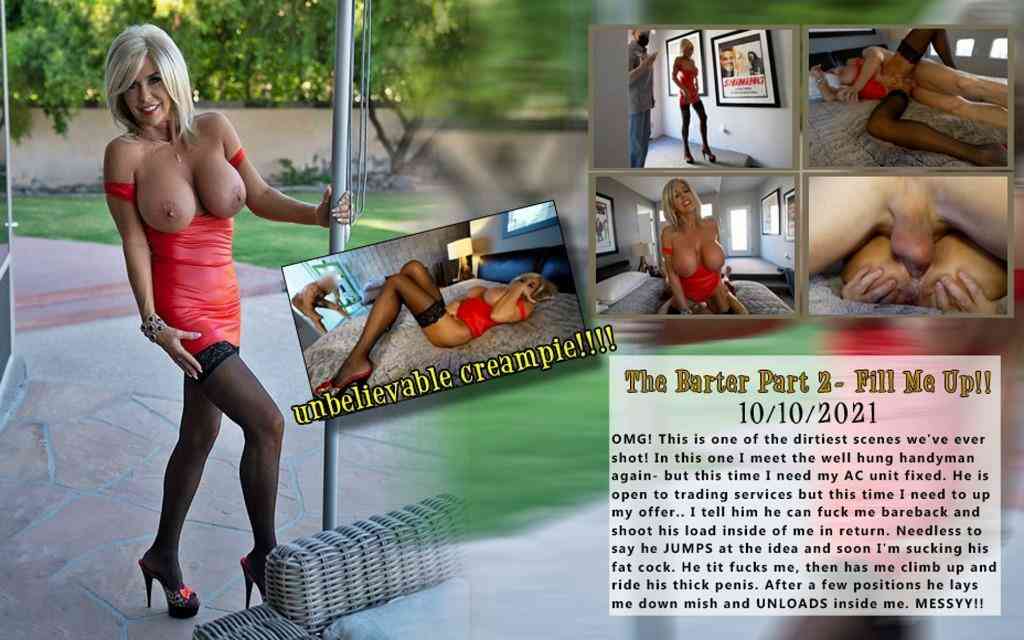 SHINING
unbelievable creampie!!!!
The Barter Part 2- Fill Me Up!!
10/10/2021
OMG! This is one of the dirtiest scenes we've ever
shot! In this one I meet the well hung handyman
again- but this time I need my AC unit fixed. He is
open to trading services but this time I need to up
my offer.. I tell him he can fuck me bareback and
shoot his load inside of me in return. Needless to
say he JUMPS at the idea and soon I'm sucking his
fat cock. He tit fucks me, then has me climb up and
ride his thick penis. After a few positions he lays
me down mish and UNLOADS inside me. MESSYY!!